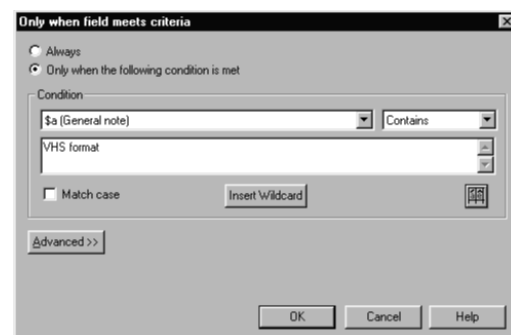 Only when field meets criteria
Always
Only when the following condition is met
Condition
$a (General note)
Contains
VHS format
Match case
Insert Wildcard
Advanced >>
OK
Cancel
Help